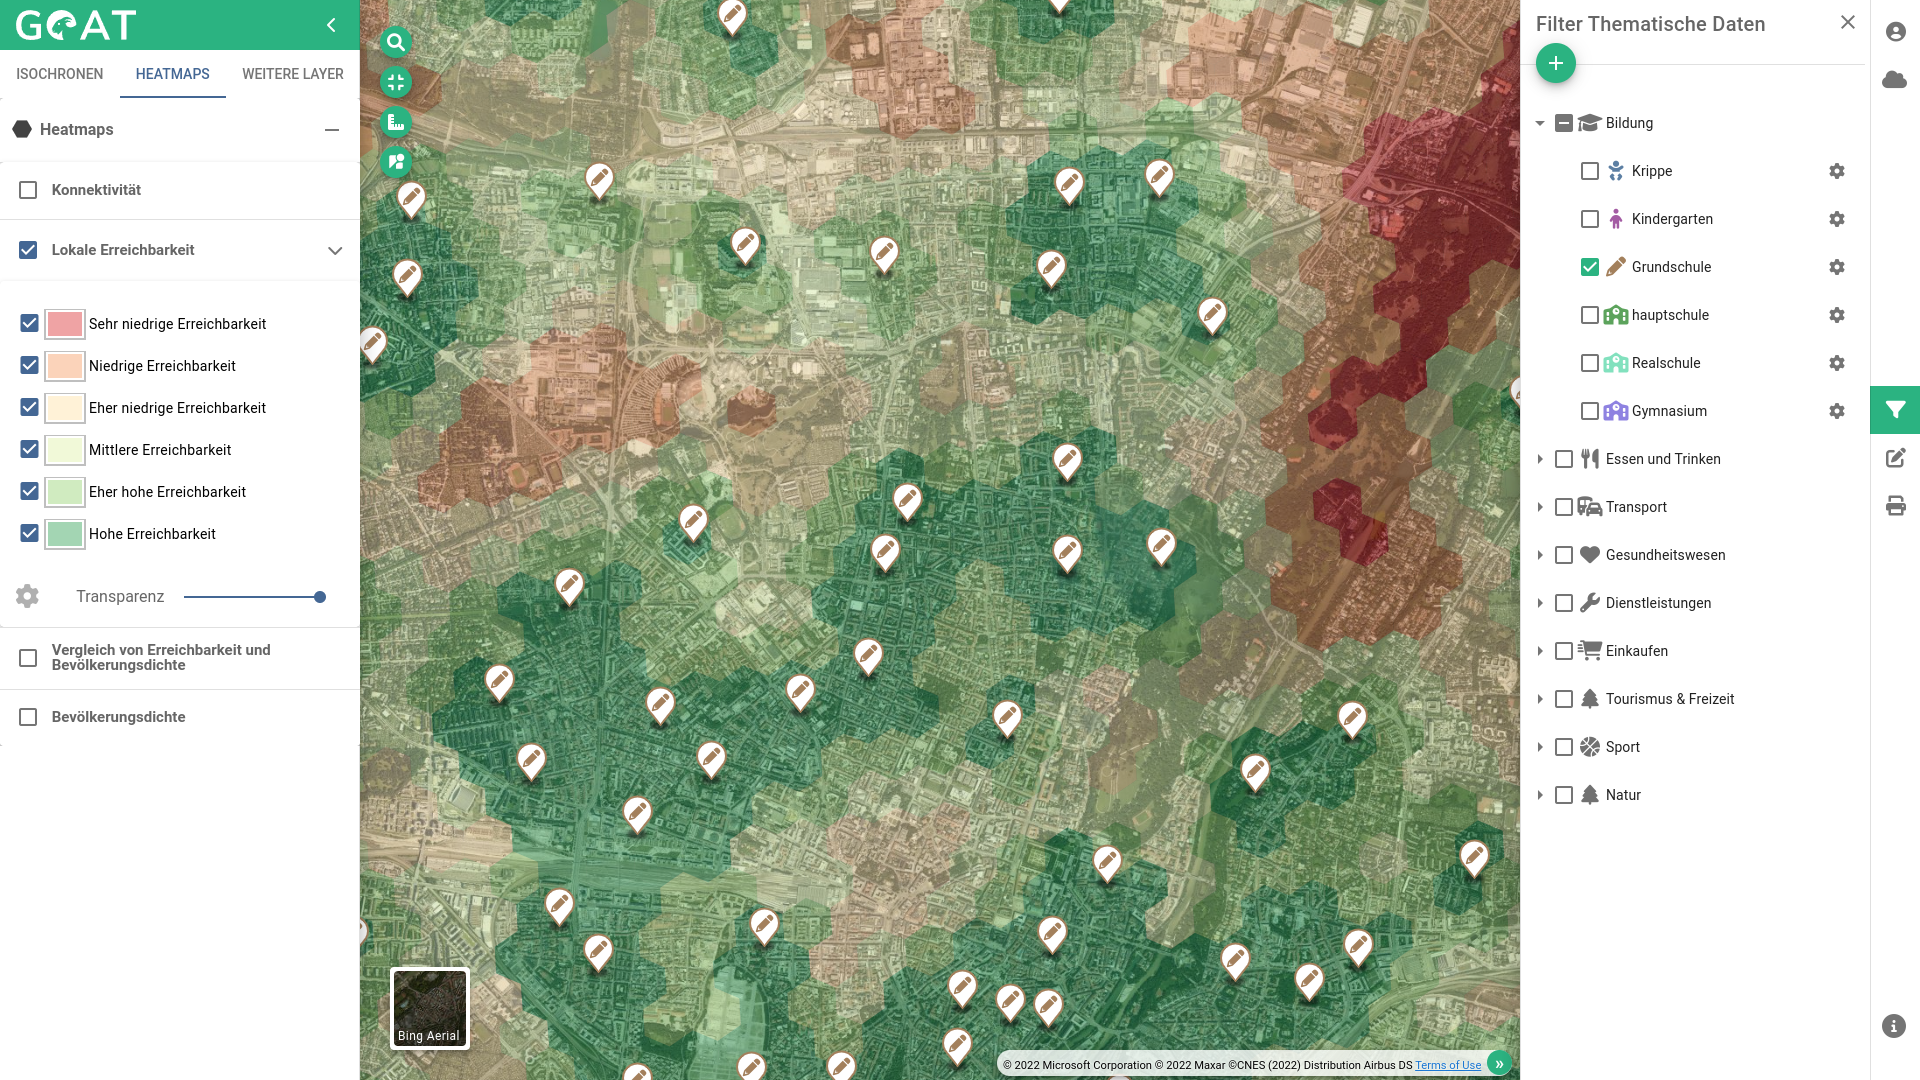 GOAT
ISOCHRONEN
HEATMAPS
WEITERE LAYER
Heatmaps
Konnektivität
Lokale Erreichbarkeit
Sehr niedrige Erreichbarkeit
Niedrige Erreichbarkeit
Eher niedrige Erreichbarkeit
Mittlere Erreichbarkeit
Eher hohe Erreichbarkeit
Hohe Erreichbarkeit
Transparenz
Vergleich von Erreichbarkeit und
Bevölkerungsdichte
Bevölkerungsdichte
Bing Aerial
© 2022 Microsoft Corporation © 2022 Maxar ©CNES (2022) Distribution Airbus DS Terms of Use
Filter Thematische Daten
Bildung
Krippe
Kindergarten
Grundschule
hauptschule
Realschule
Gymnasium
Essen und Trinken
Transport
Gesundheitswesen
Dienstleistungen
Einkaufen
Tourismus & Freizeit
Sport
Natur